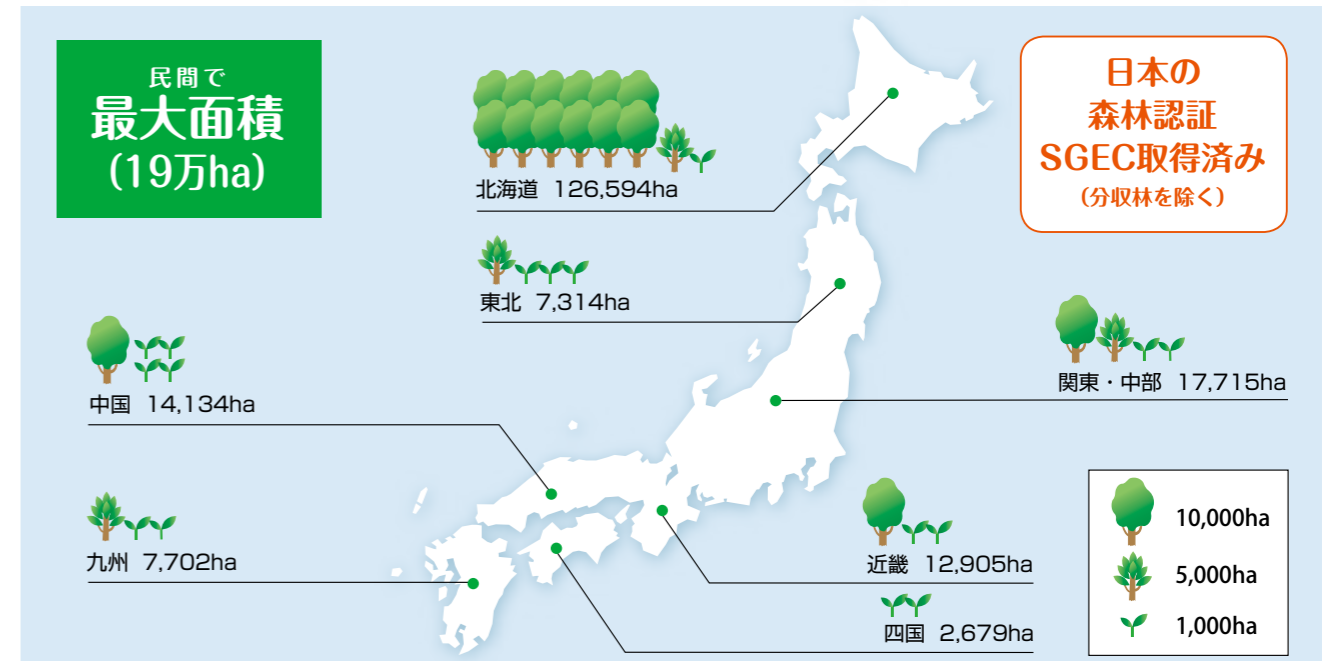 民間で
最大面積
(19万ha)
日本の
森林認証
SGEC取得済み
(分収林を除く)
北海道 126,594ha
東北 7,314ha
関東・中部 17,715ha
中国 14,134ha
九州 7,702ha
近畿 12,905ha
四国 2,679ha
10,000ha
5,000ha
1,000ha